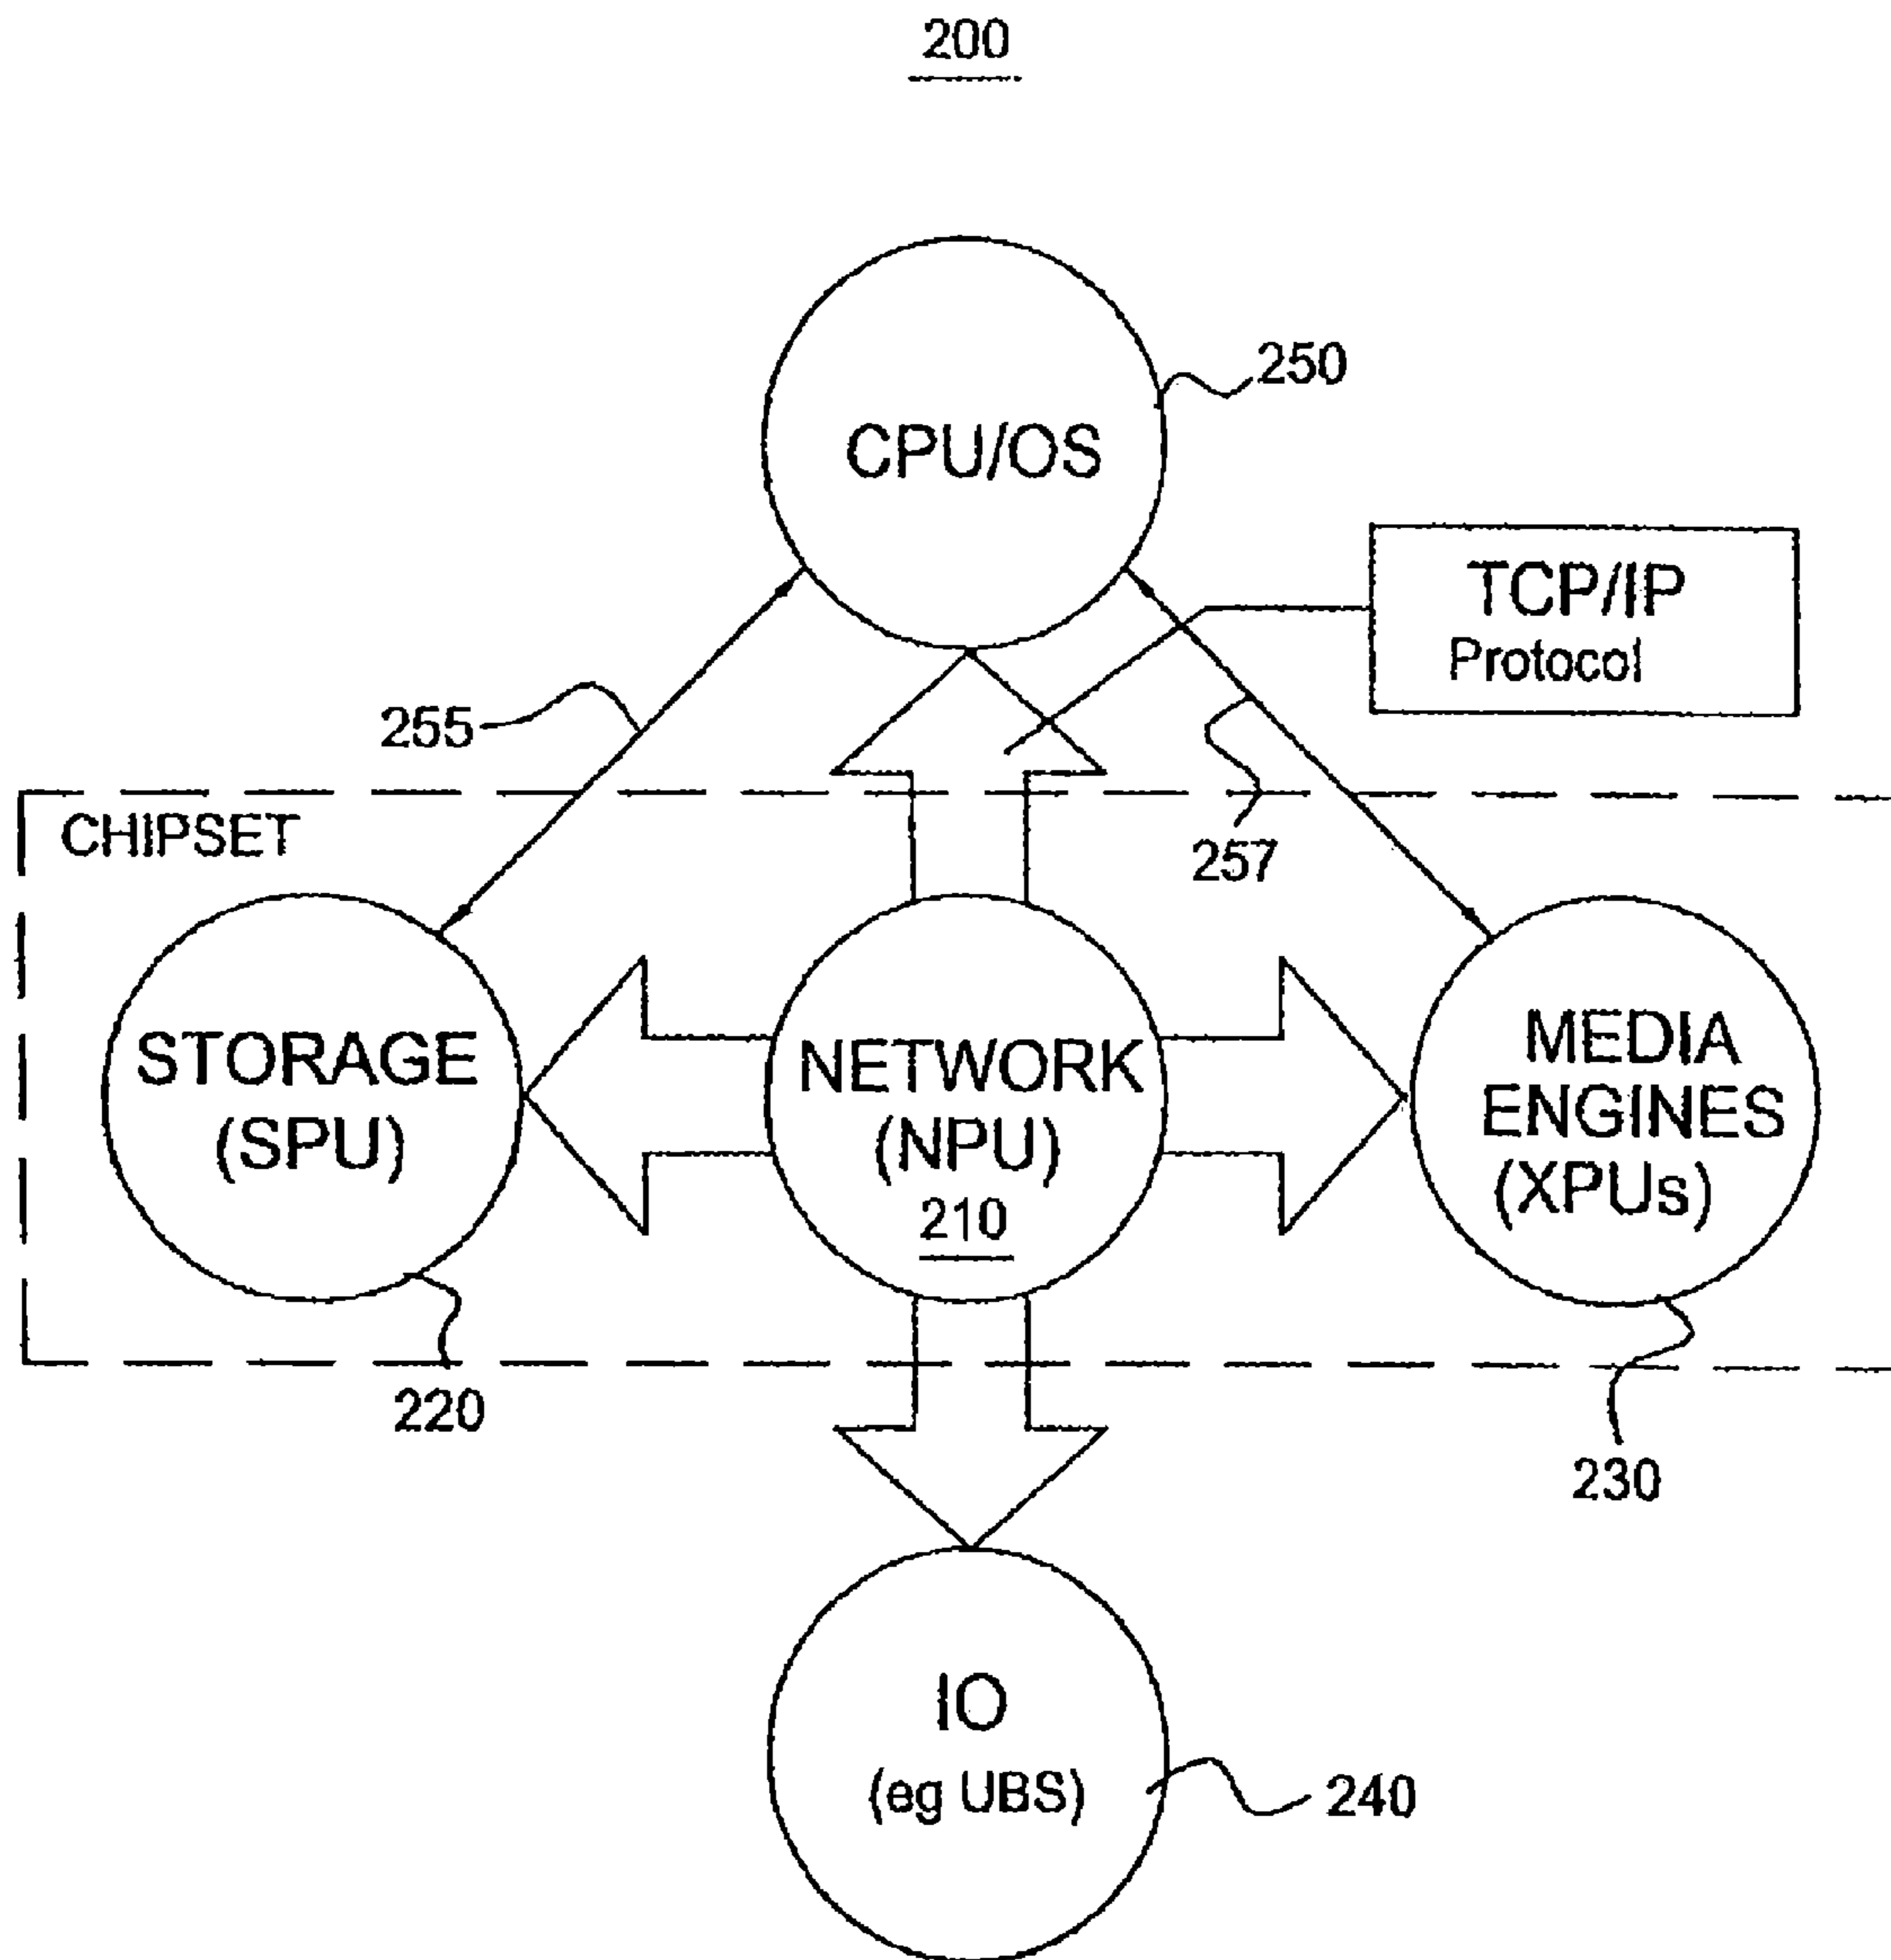 200
250
CPU/OS
TCP/IP
Protocol
255
CHIPSET
257
STORAGE
(SPU)
NETWORK
(NPU)
210
MEDIA
ENGINES
(XPUs)
220
230
IO
(eg UBS)
240